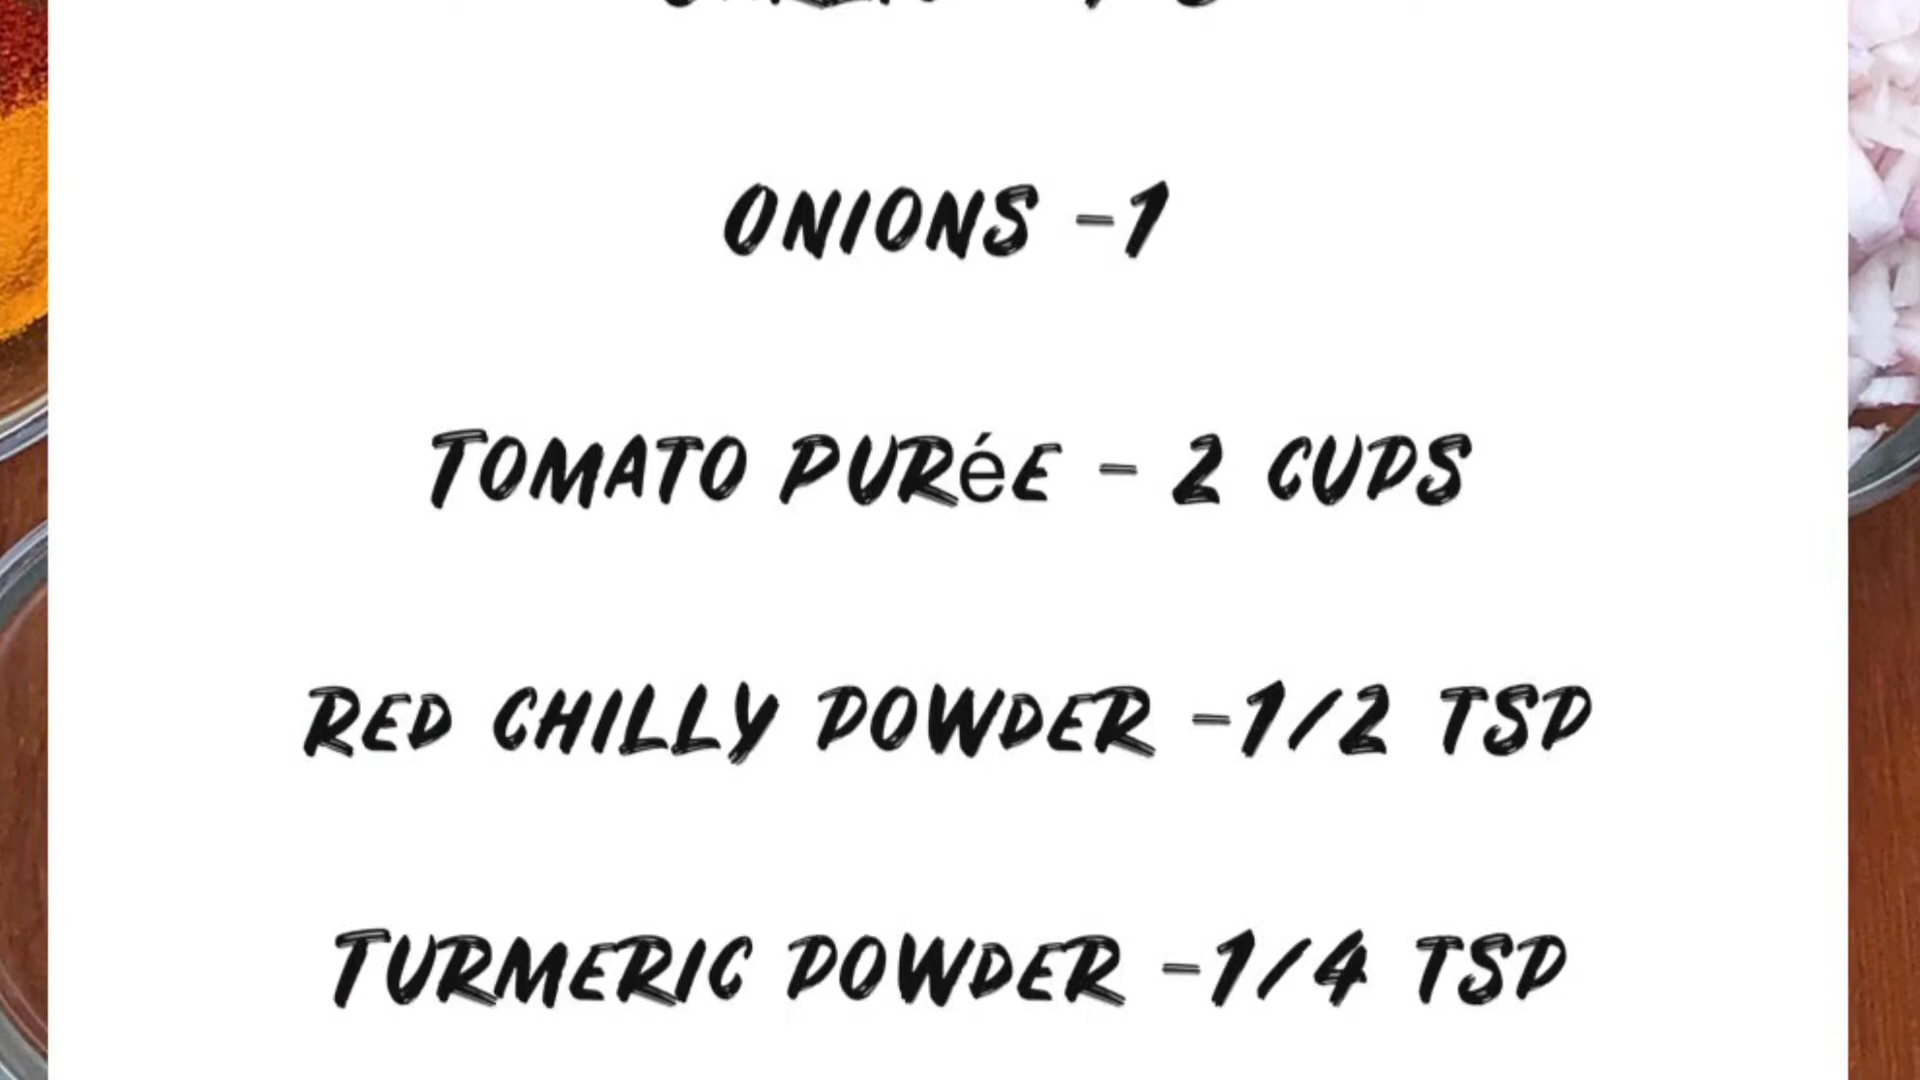 ONIONS -1
TOMATO PURéE - 2 CUPS
RED CHILLY POWDER -1/2 TSP
TURMERIC POWDER -1/4 TSP